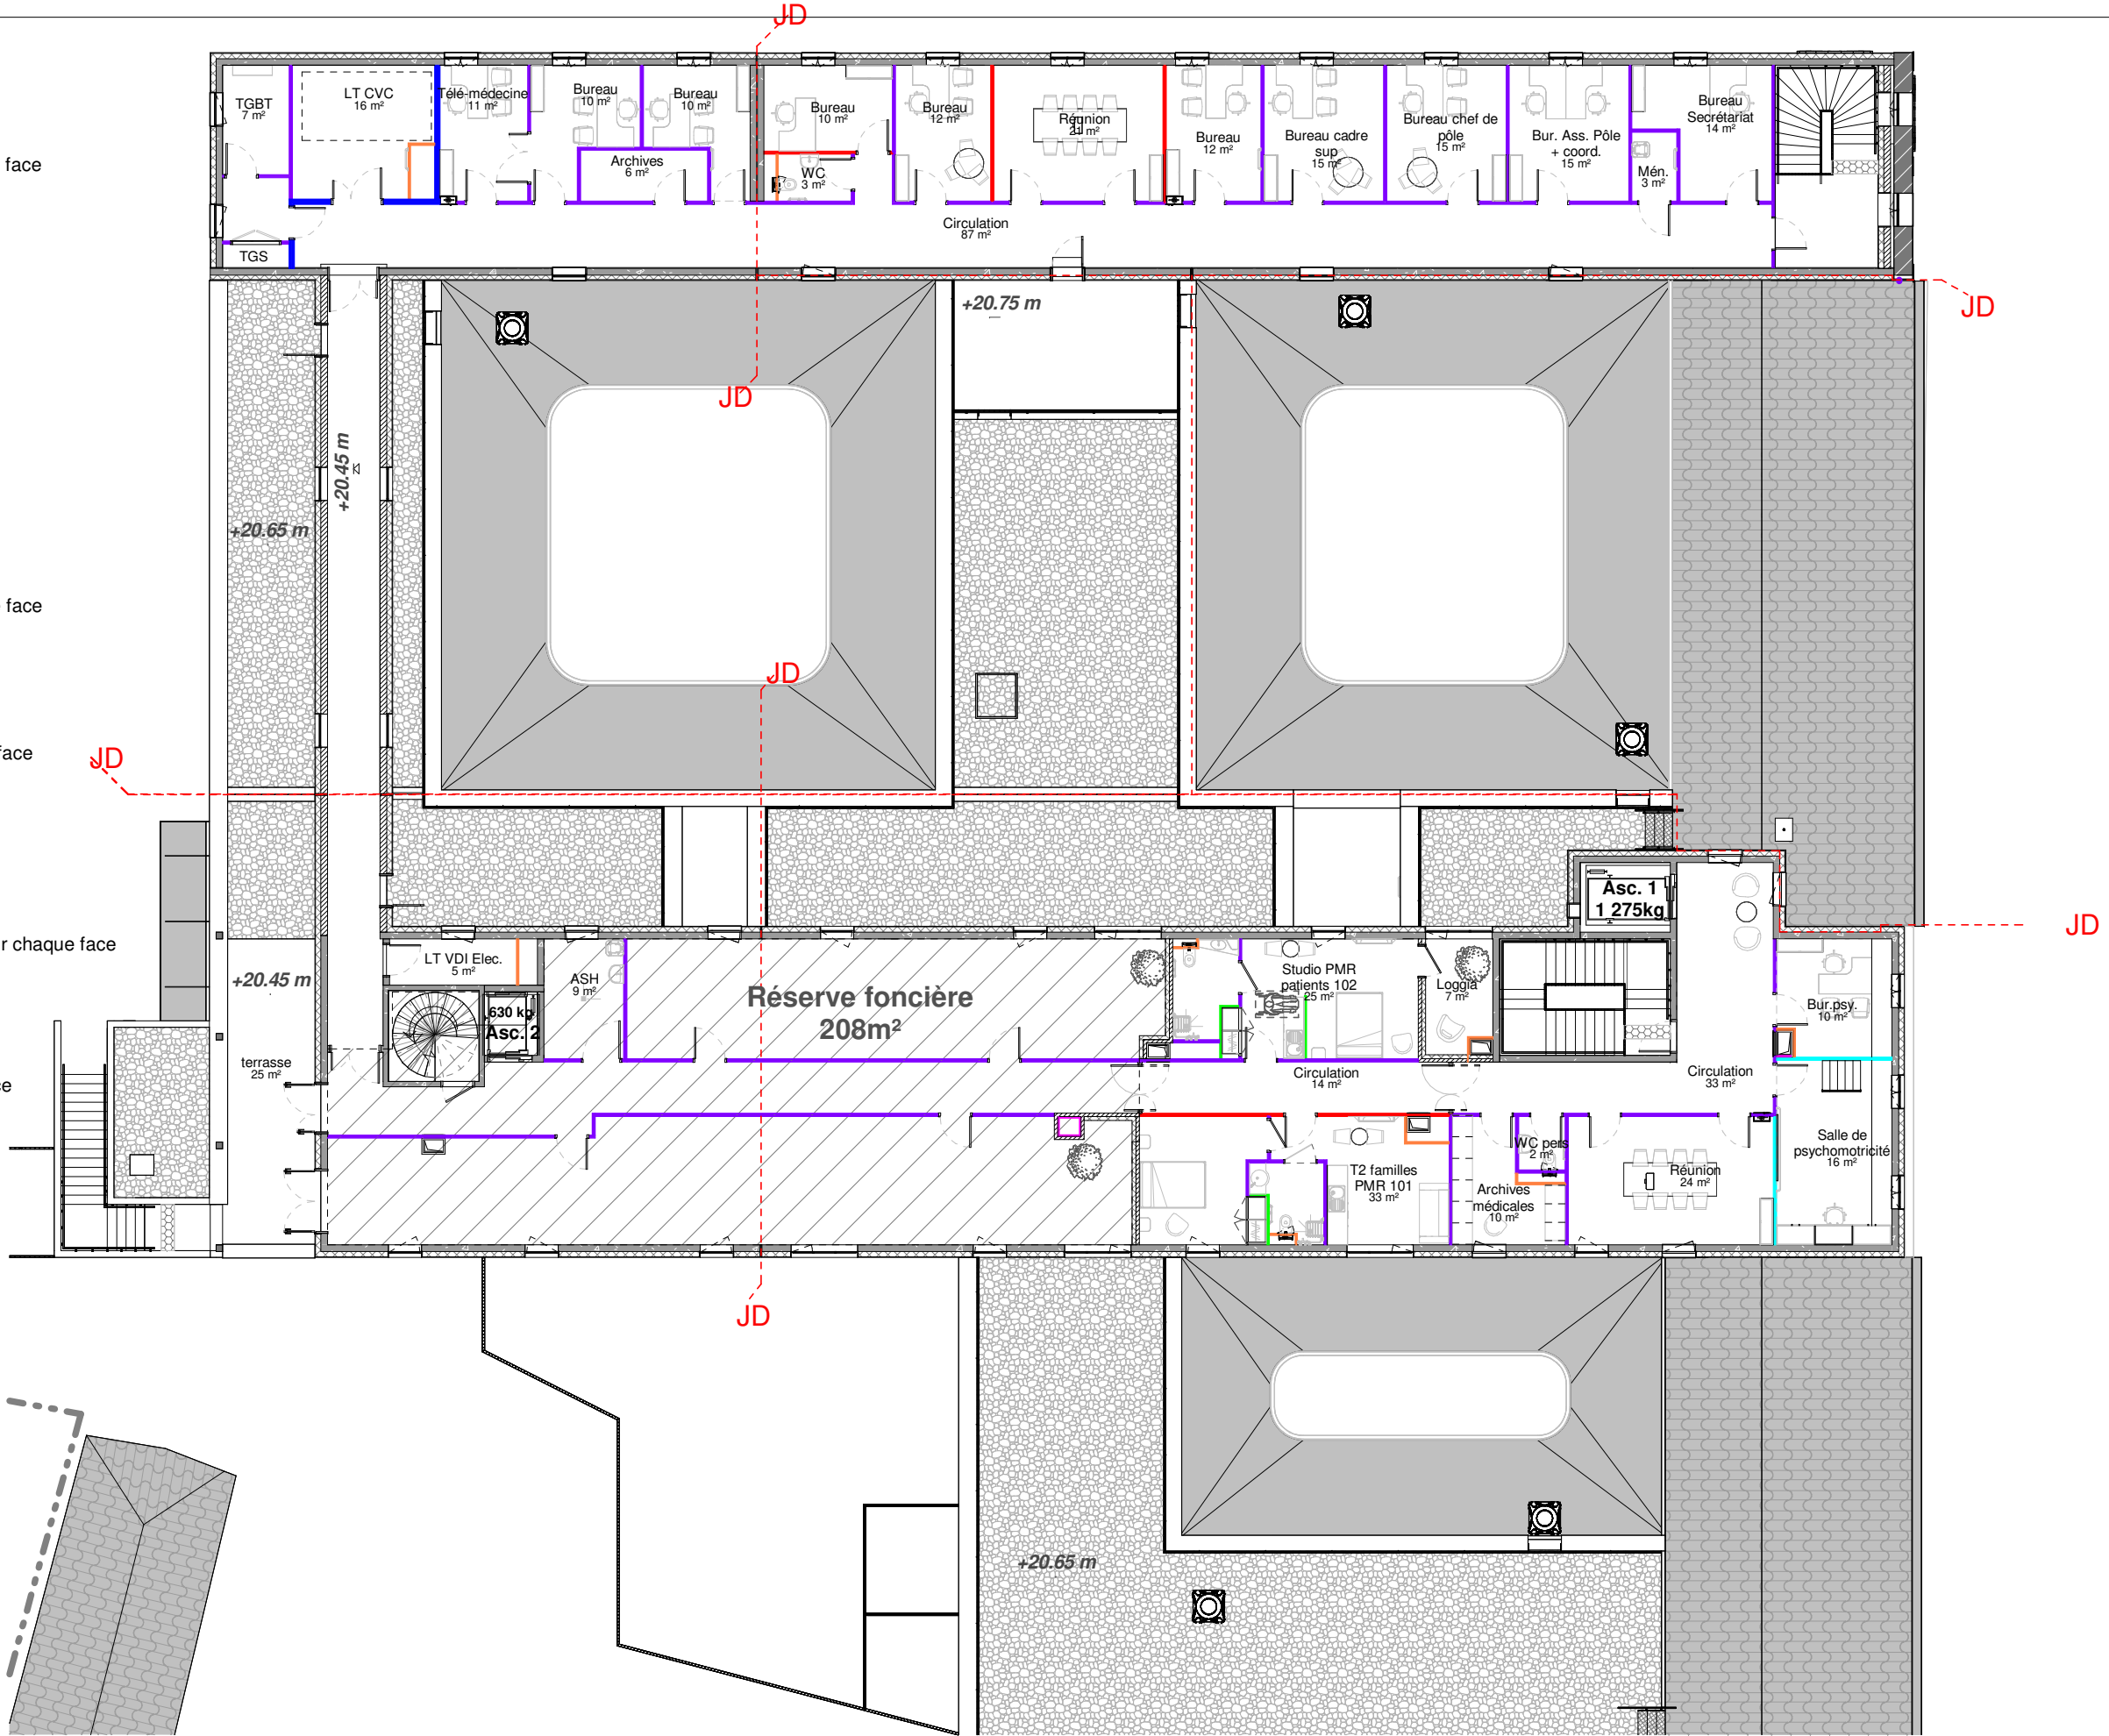 JD
TGBT
7 m²
LT CVC
16 m²
Télé-médecine
11 m²
Bureau
10 m²
Bureau
10 m²
Archives
6 m²
Bureau
10 m²
WC
3 m²
Bureau
12 m²
Réunion
21 m²
Bureau
12 m²
Bureau cadre
sup
15 m²
Bureau chef de
pôle
15 m²
Bur. Ass. Pôle
+ coord.
15 m²
Mén.
3 m²
Bureau
Secrétariat
14 m²
face
Circulation
87 m²
TGS
JD
+20.75 m
JD
+20.45 m
+20.65 m
face
JD
face
JD
Asc. 1
1 275kg
JD
r chaque face
LT VDI Elec.
5 m²
ASH
9 m²
+20.45 m
630 kg
Asc. 2
Réserve foncière
208m²
Studio PMR
patients 102
25 m²
Loggia
7 m²
Bur.psy.
10 m²
terrasse
25 m²
Circulation
14 m²
Circulation
33 m²
WC pers
2 m²
Salle de
psychomotricité
16 m²
T2 familles
PMR 101
33 m²
Archives
médicales
10 m²
Réunion
24 m²
JD
+20.65 m